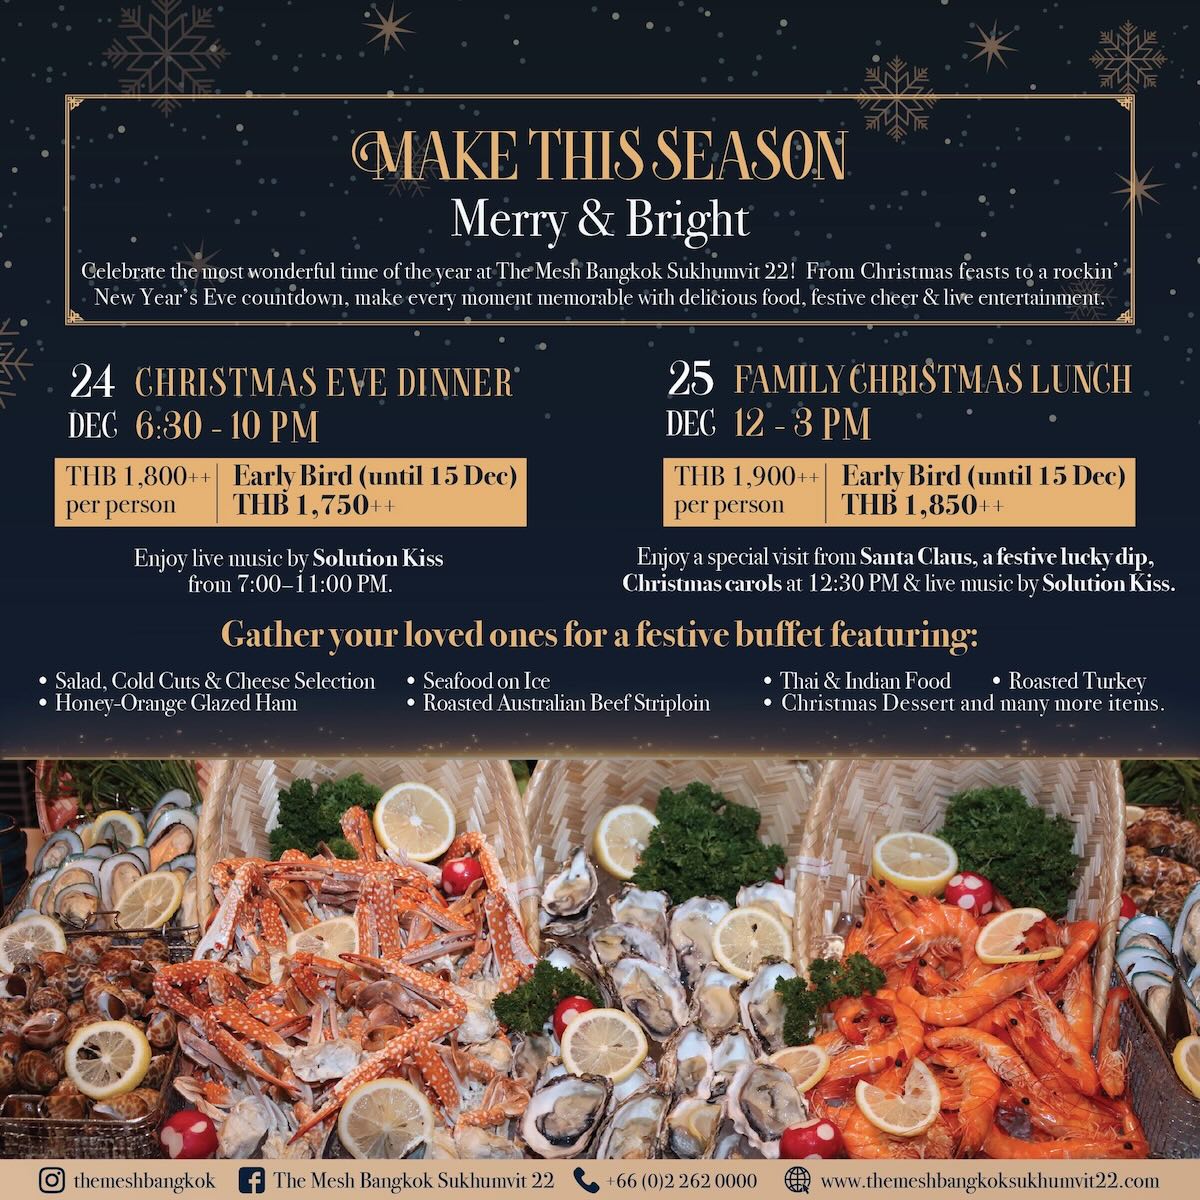 MAKE THIS SEASON
Merry & Bright
Celebrate the most wonderful time of the year at The Mesh Bangkok Sukhumvit 22! From Christmas feasts to a rockin'
New Year's Eve countdown, make every moment memorable with delicious food, festive cheer & live entertainment.
24 DEC
CHRISTMAS EVE DINNER
6:30 - 10 PM
THB 1,800++
per person
Early Bird (until 15 Dec)
THB 1,750++
Enjoy live music by Solution Kiss
from 7:00–11:00 PM.
25 DEC
FAMILY CHRISTMAS LUNCH
12 - 3 PM
THB 1,900++
per person
Early Bird (until 15 Dec)
THB 1,850++
Enjoy a special visit from Santa Claus, a festive lucky dip,
Christmas carols at 12:30 PM & live music by Solution Kiss.
Gather your loved ones for a festive buffet featuring:
• Salad, Cold Cuts & Cheese Selection
• Honey-Orange Glazed Ham
• Seafood on Ice
• Roasted Australian Beef Striploin
• Thai & Indian Food
• Roasted Turkey
• Christmas Dessert and many more items.
themeshbangkok
The Mesh Bangkok Sukhumvit 22
+66 (0)2 262 0000
www.themeshbangkoksukhumvit22.com